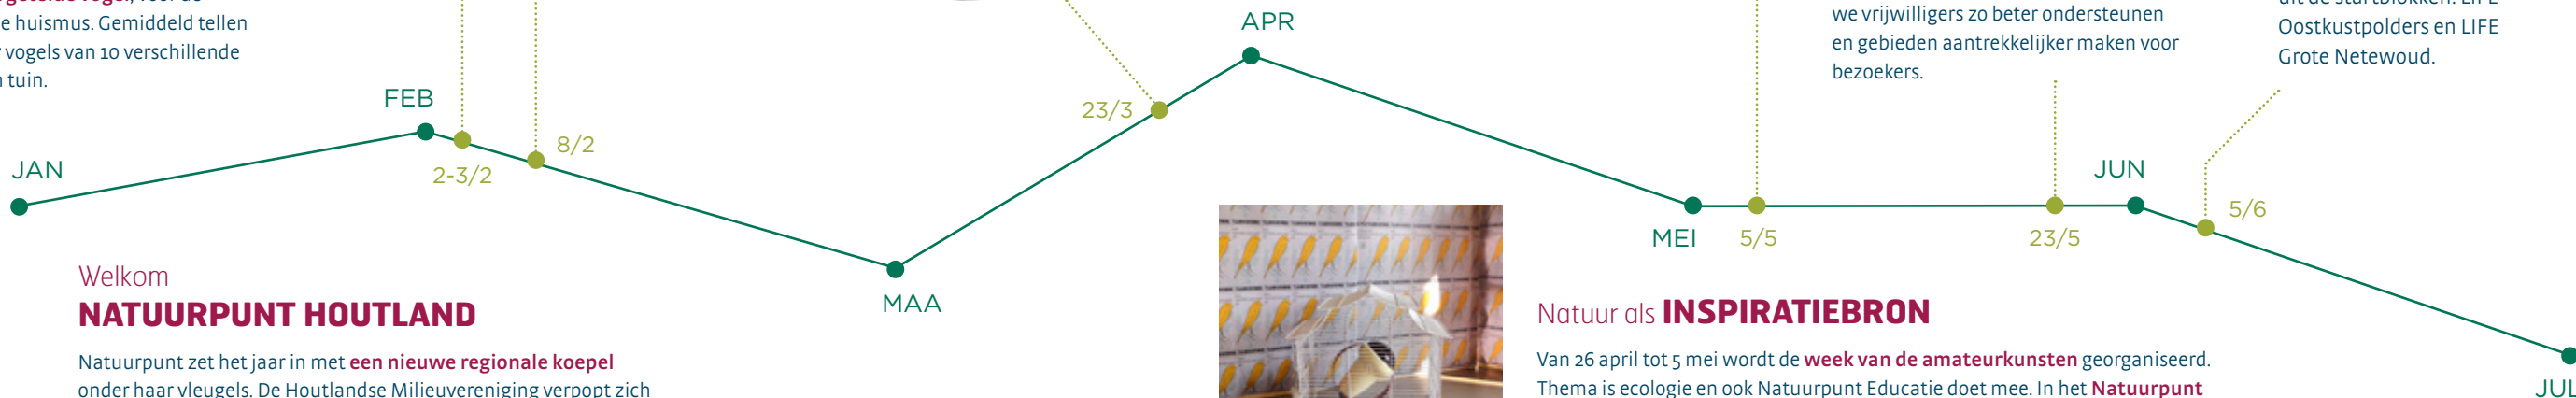 e huismus. Gemiddeld tellen
vogels van 10 verschillende
tuin.
we vrijwilligers zo beter ondersteunen
en gebieden aantrekkelijker maken voor
bezoekers.
Oostkustpolders en LIFE
Grote Netewoud.
JAN
FEB
2-3/2
8/2
MAA
23/3
APR
MEI
5/5
23/5
JUN
5/6
JUL
Welkom
NATUURPUNT HOUTLAND
Natuurpunt zet het jaar in met een nieuwe regionale koepel
onder haar vleugels. De Houtlandse Milieuvereniging verpopt zich
Natuur als INSPIRATIEBRON
Van 26 april tot 5 mei wordt de week van de amateurkunsten georganiseerd.
Thema is ecologie en ook Natuurpunt Educatie doet mee. In het Natuurpunt